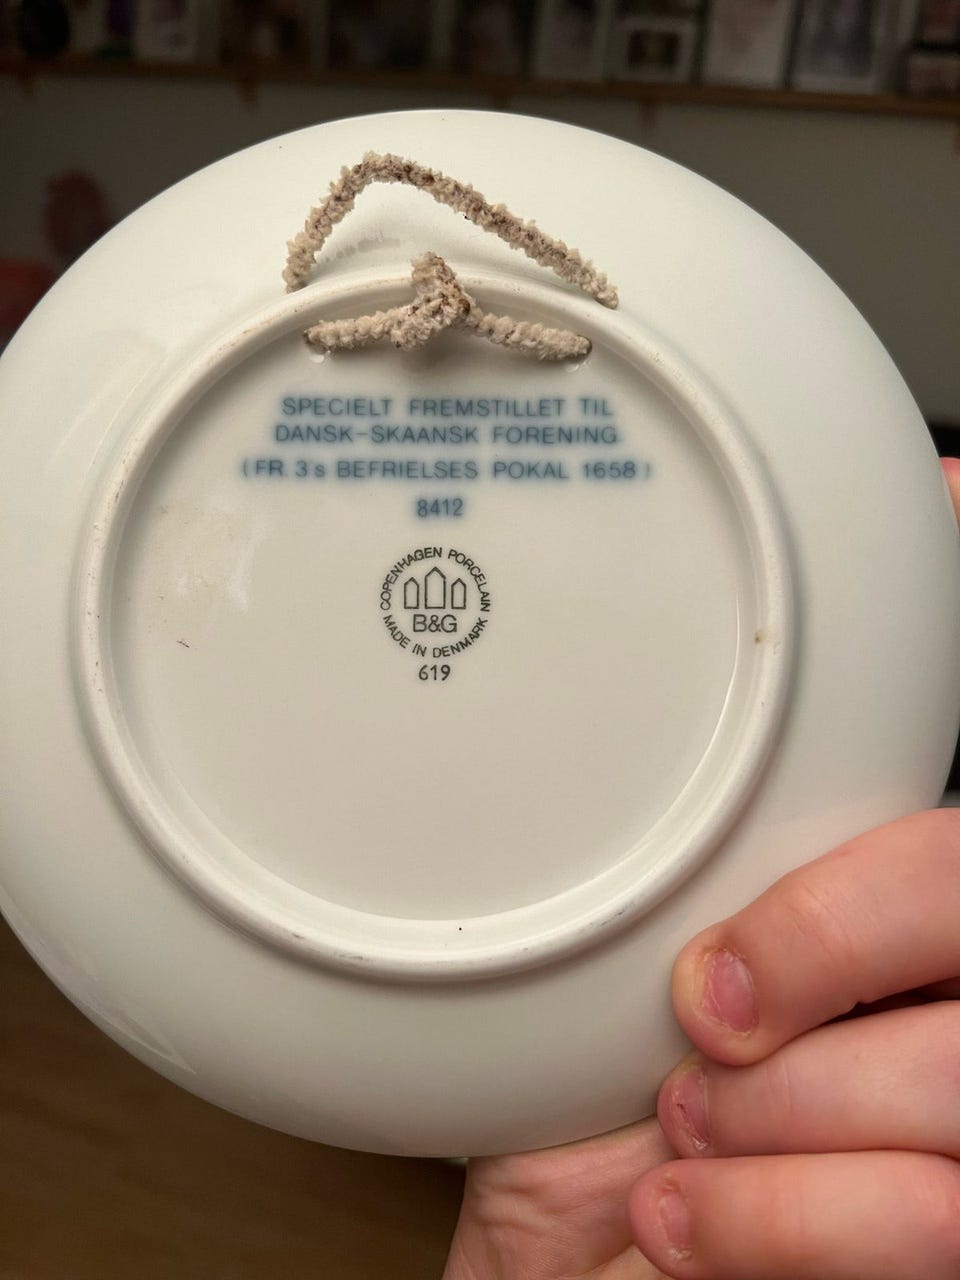 SPECIELT FREMSTILLET TIL
DANSK-SKAANSK FORENING
(FR. 3's BEFRIELSES POKAL 1658)
8412
COPENHAGEN PORCELAIN
B&G
MADE IN DENMARK
619